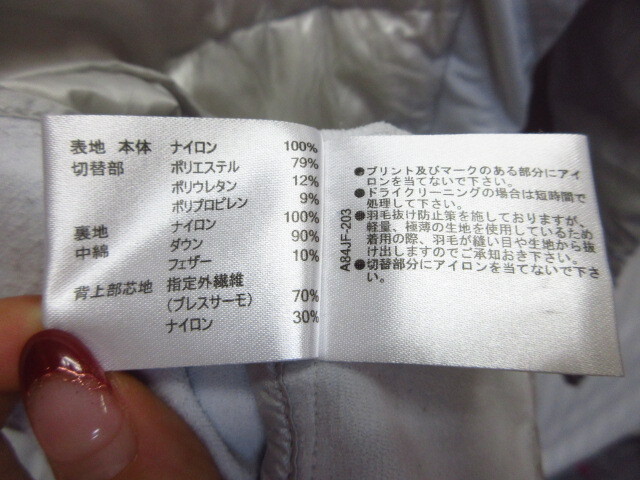 表地 本体 ナイロン 100%
切替部 ポリエステル 79%
ポリウレタン 12%
ポリプロピレン 9%
裏地 ナイロン 100%
中綿 ダウン 90%
フェザー 10%
背上部芯地 指定外繊維
(ブレスサーモ) 70%
ナイロン 30%
A84JF-203
●プリント及びマークのある部分にアイ
ロンを当てないで下さい。
●ドライクリーニングの場合は短時間で
処理して下さい。
●羽毛抜け防止策を施しておりますが、
軽量、極薄の生地を使用しているため
着用の際、羽毛が縫い目や生地から抜
け出しますのでご承知おき下さい。
●切替部分にアイロンを当てないで下さ
い。